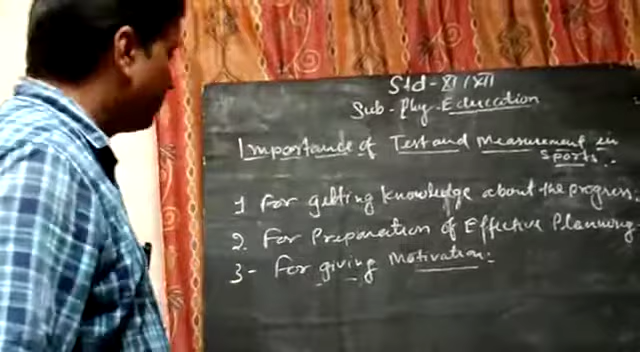 Std - XI / XII
Sub - Phy - Education
Importance of Test and Measurement in
Sports.
1 For getting knowledge about the progress.
2. For Preparation of Effective Planning.
3 - For giving Motivation.